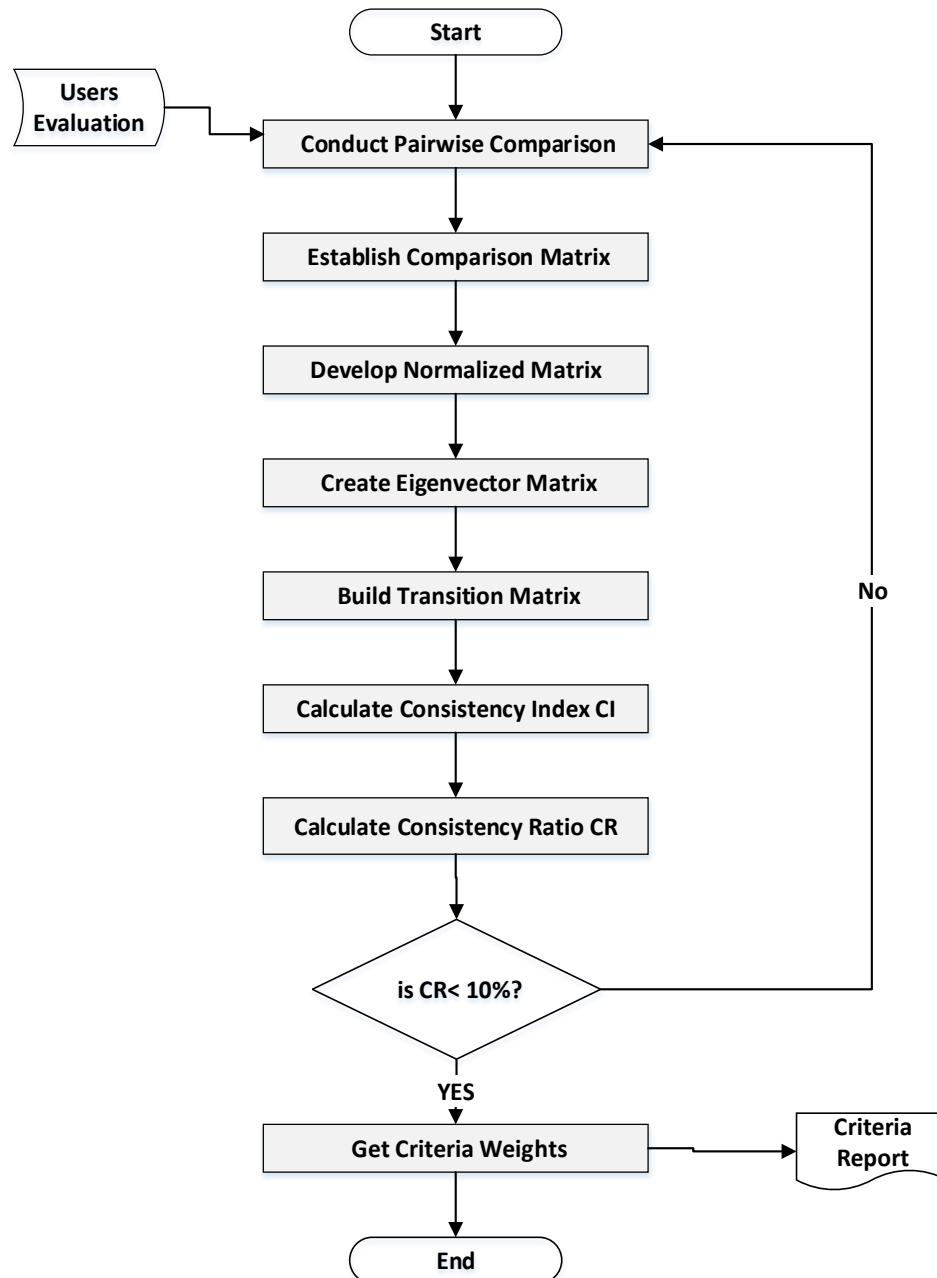 Start
Users
Evaluation
Conduct Pairwise Comparison
Establish Comparison Matrix
Develop Normalized Matrix
Create Eigenvector Matrix
Build Transition Matrix
No
Calculate Consistency Index CI
Calculate Consistency Ratio CR
is CR< 10%?
YES
Get Criteria Weights
Criteria
Report
End